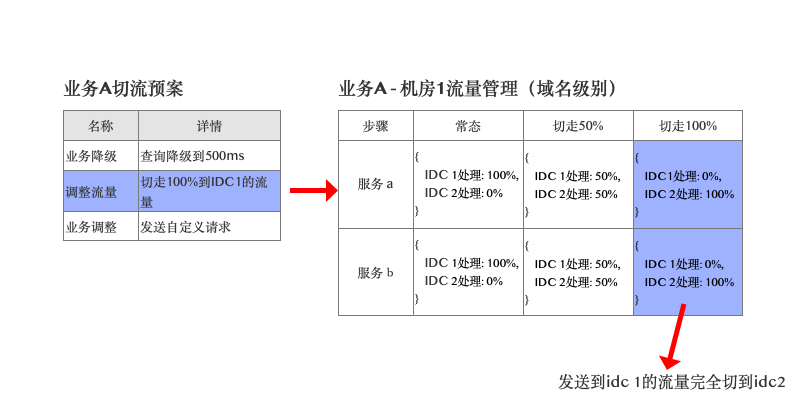 业务A切流预案
名称 详情
业务降级 查询降级到500ms
调整流量 切走100%到IDC1的流
量
业务调整 发送自定义请求
业务A - 机房1流量管理（域名级别）
步骤 常态 切走50% 切走100%
服务 a
{
IDC 1处理: 100%,
IDC 2处理: 0%
}
{
IDC 1处理: 50%,
IDC 2处理: 50%
}
{
IDC1处理: 0%,
IDC 2处理: 100%
}
服务 b
{
IDC 1处理: 100%,
IDC 2处理: 0%
}
{
IDC 1处理: 50%,
IDC 2处理: 50%
}
{
IDC 1处理: 0%,
IDC 2处理: 100%
}
发送到idc 1的流量完全切到idc2